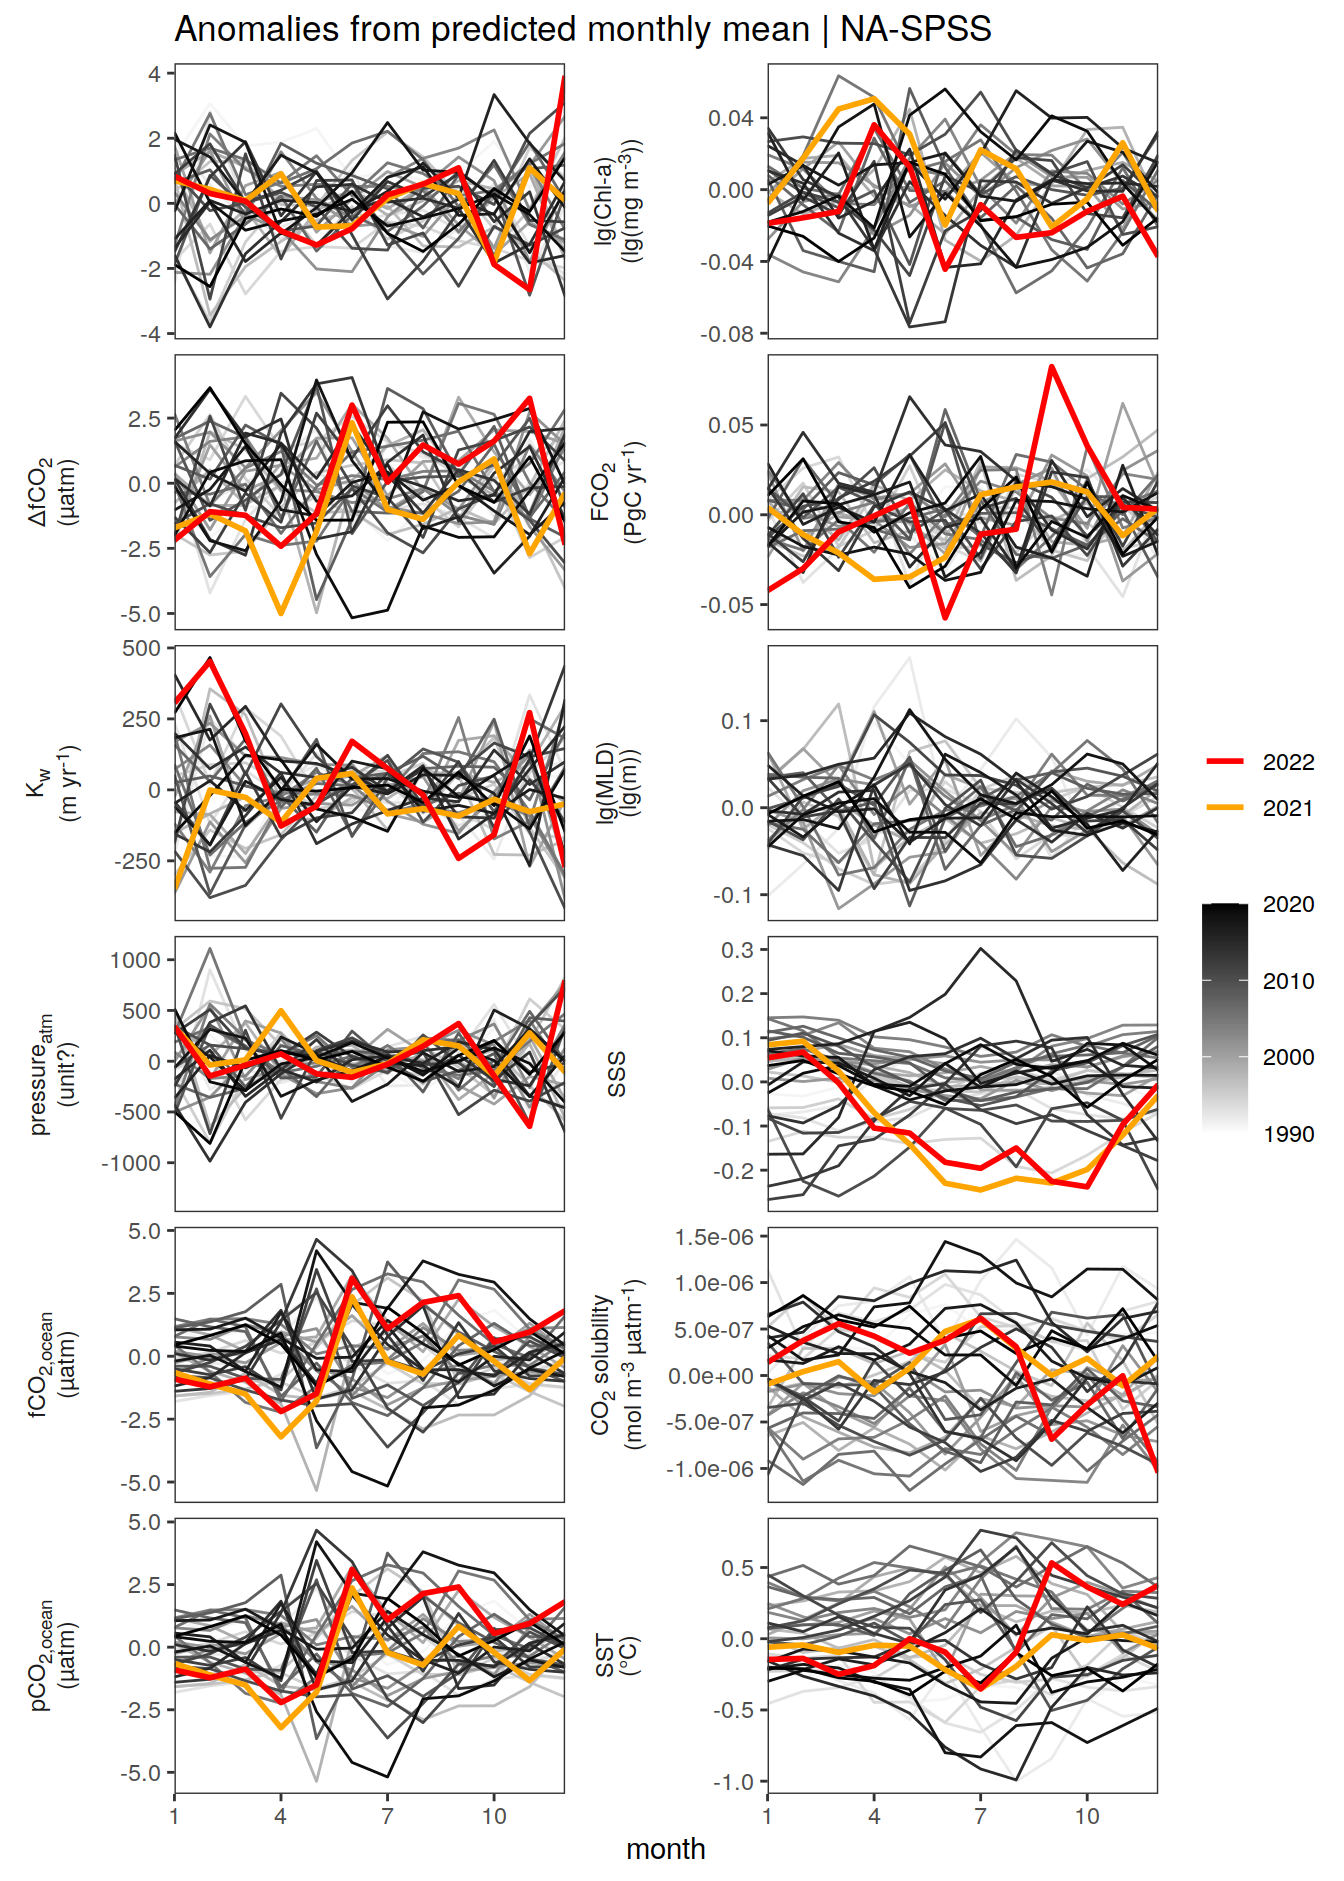 Anomalies from predicted monthly mean | NA-SPSS
4
2
0
-2
-4
lg(Chl-a)
(lg(mg m-3))
0.04
0.00
-0.04
-0.08
ΔfCO2
(µatm)
2.5
0.0
-2.5
-5.0
FCO2
(PgC yr-1)
0.05
0.00
-0.05
Kw
(m yr-1)
500
250
0
-250
lg(MLD)
(lg(m))
0.1
0.0
-0.1
pressureatm
(unit?)
1000
500
0
-500
-1000
SSS
0.3
0.2
0.1
0.0
-0.1
-0.2
fCO2,ocean
(µatm)
5.0
2.5
0.0
-2.5
-5.0
CO2 solubility
(mol m-3 µatm-1)
1.5e-06
1.0e-06
5.0e-07
0.0e+00
-5.0e-07
-1.0e-06
pCO2,ocean
(µatm)
5.0
2.5
0.0
-2.5
-5.0
SST
(°C)
0.5
0.0
-0.5
-1.0
1 4 7 10
1 4 7 10
month
2022
2021
2020
2010
2000
1990